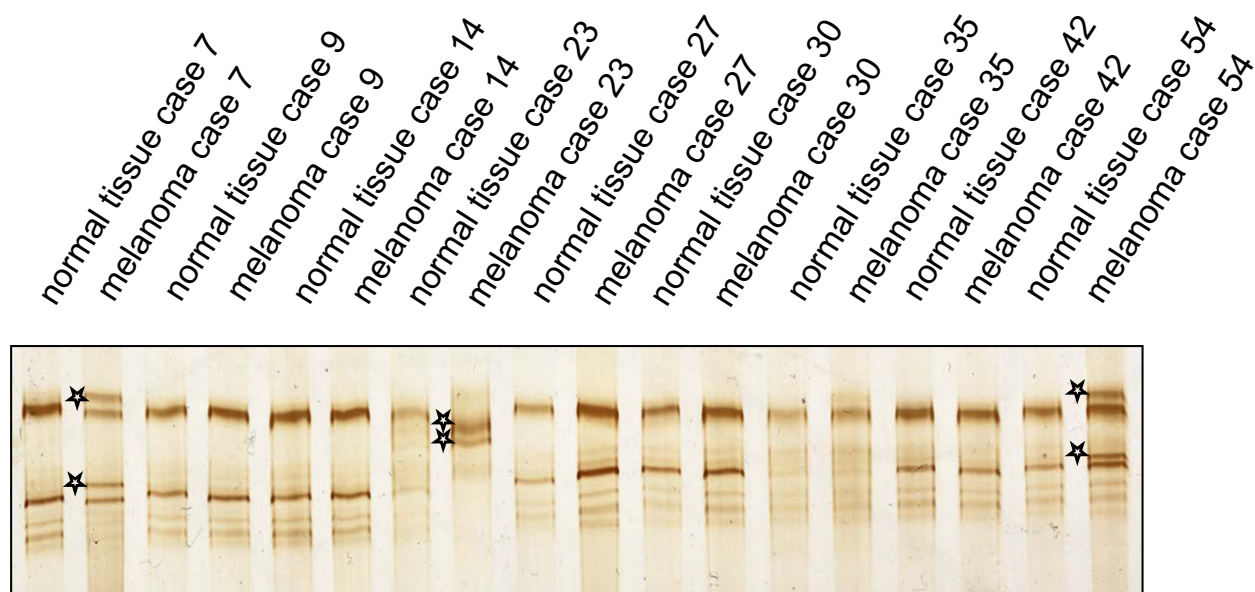 normal tissue case 7
melanoma case 7
normal tissue case 9
melanoma case 9
normal tissue case 14
melanoma case 14
normal tissue case 23
melanoma case 23
normal tissue case 27
melanoma case 27
normal tissue case 30
melanoma case 30
normal tissue case 35
melanoma case 35
normal tissue case 42
melanoma case 42
normal tissue case 54
melanoma case 54